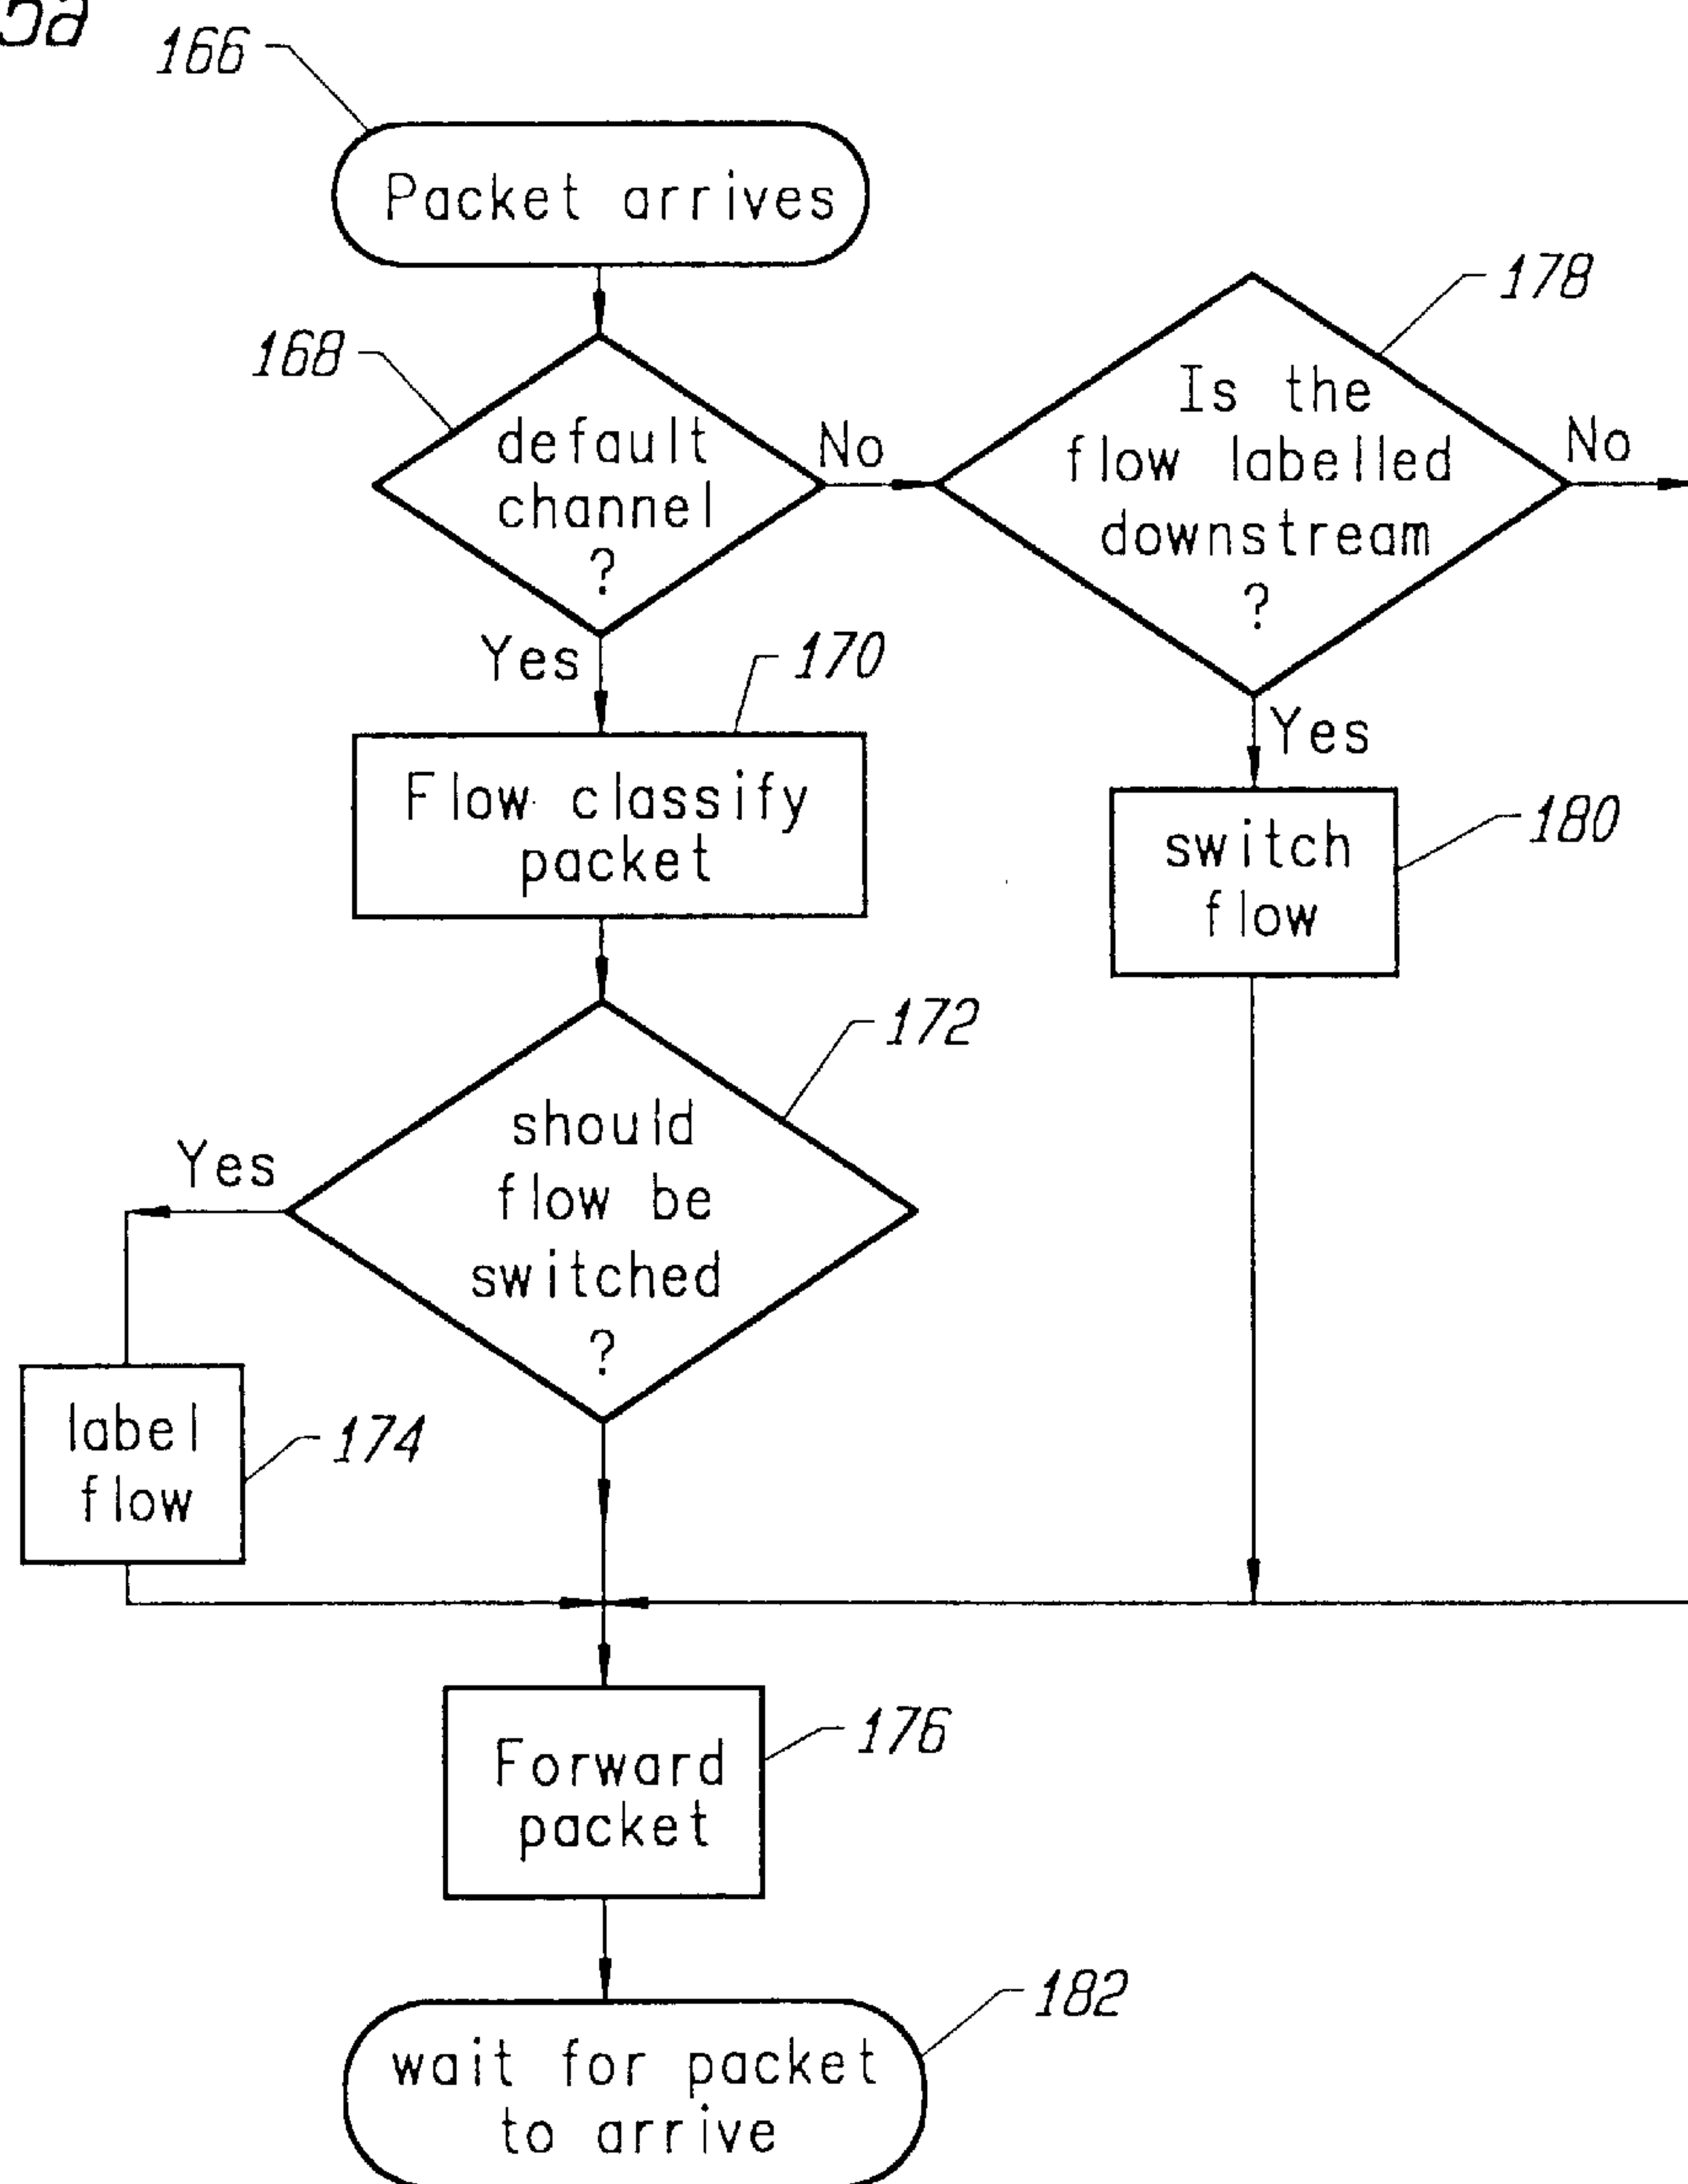 5a
166
Packet arrives
168
default
channel
?
No
Yes
178
Is the
flow labelled
downstream
?
No
Yes
170
Flow classify
packet
180
switch
flow
172
should
flow be
switched
?
Yes
label
flow
174
Forward
packet
176
wait for packet
to arrive
182